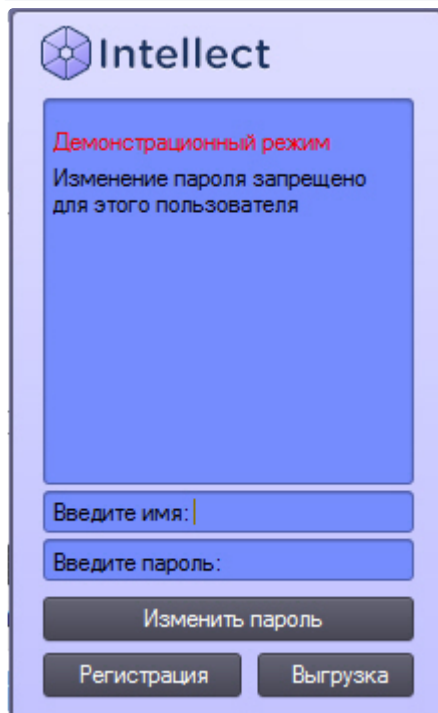 Intellect
Демонстрационный режим
Изменение пароля запрещено
для этого пользователя
Введите имя:
Введите пароль:
Изменить пароль
Регистрация
Выгрузка